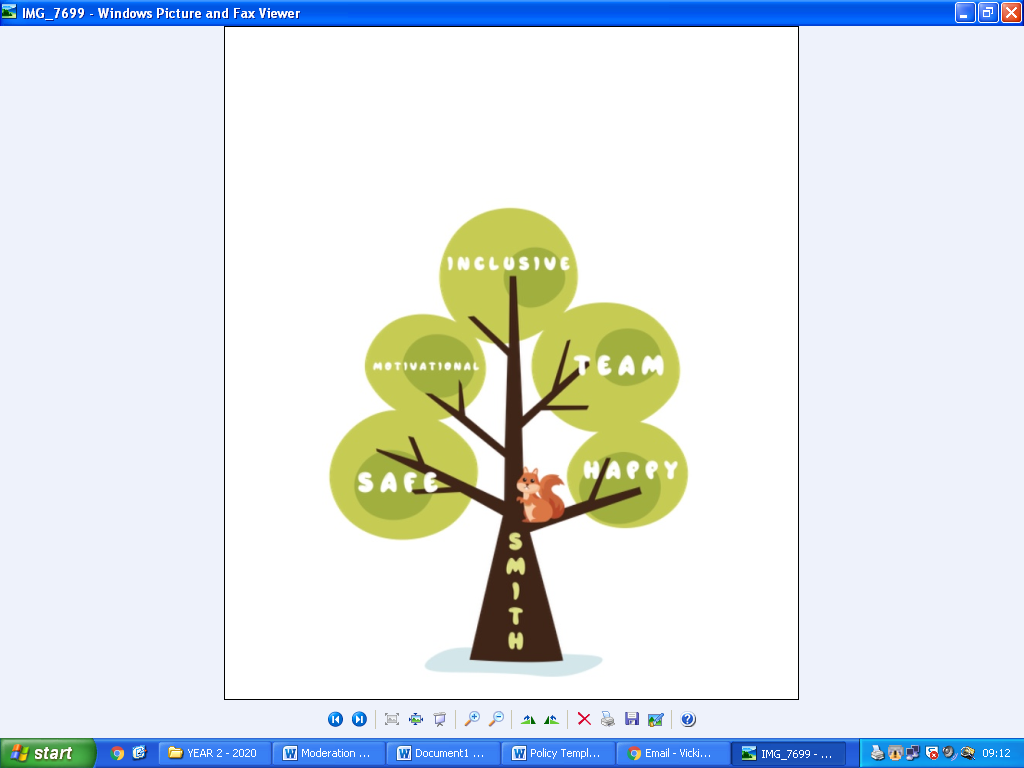 IMG_7699 - Windows Picture and Fax Viewer
INCLUSIVE
MOTIVATIONAL
TEAM
SAFE
HAPPY
S
M
I
T
H
start
YEAR 2 - 2020
Moderation ...
Document1 ...
Policy Templ...
Email - Vicki...
IMG_7699 - ...
09:12